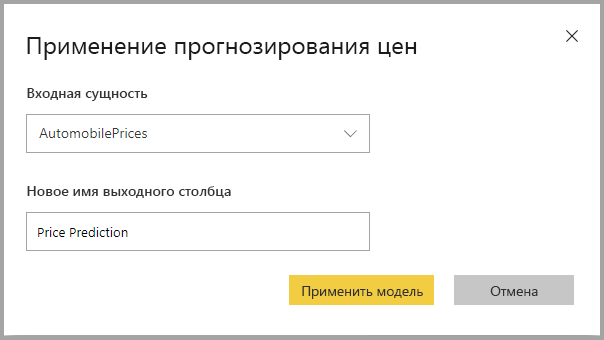 Применение прогнозирования цен
Входная сущность
AutomobilePrices
Новое имя выходного столбца
Price Prediction
Применить модель
Отмена